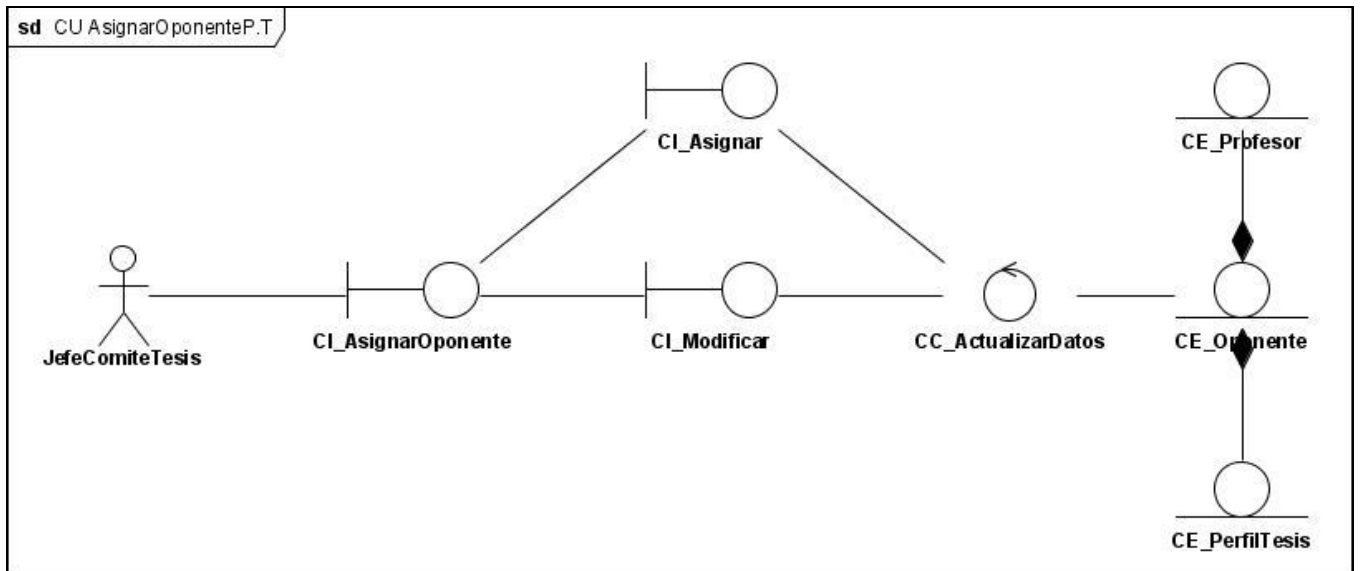 sd CU AsignarOponenteP.T
CI_Asignar
CE_Profesor
JefeComiteTesis
CI_AsignarOponente
CI_Modificar
CC_ActualizarDatos
CE_Oponente
CE_PerfilTesis